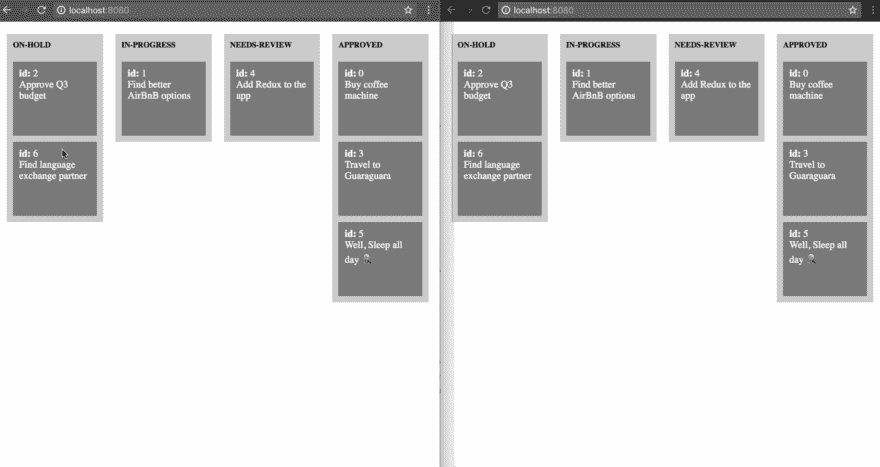 localhost:8080
ON-HOLD
id: 2
Approve Q3
budget
id: 6
Find language
exchange partner
IN-PROGRESS
id: 1
Find better
AirBnB options
NEEDS-REVIEW
id: 4
Add Redux to the
app
APPROVED
id: 0
Buy coffee
machine
id: 3
Travel to
Guaraguara
id: 5
Well, Sleep all
day
localhost:8080
ON-HOLD
id: 2
Approve Q3
budget
id: 6
Find language
exchange partner
IN-PROGRESS
id: 1
Find better
AirBnB options
NEEDS-REVIEW
id: 4
Add Redux to the
app
APPROVED
id: 0
Buy coffee
machine
id: 3
Travel to
Guaraguara
id: 5
Well, Sleep all
day